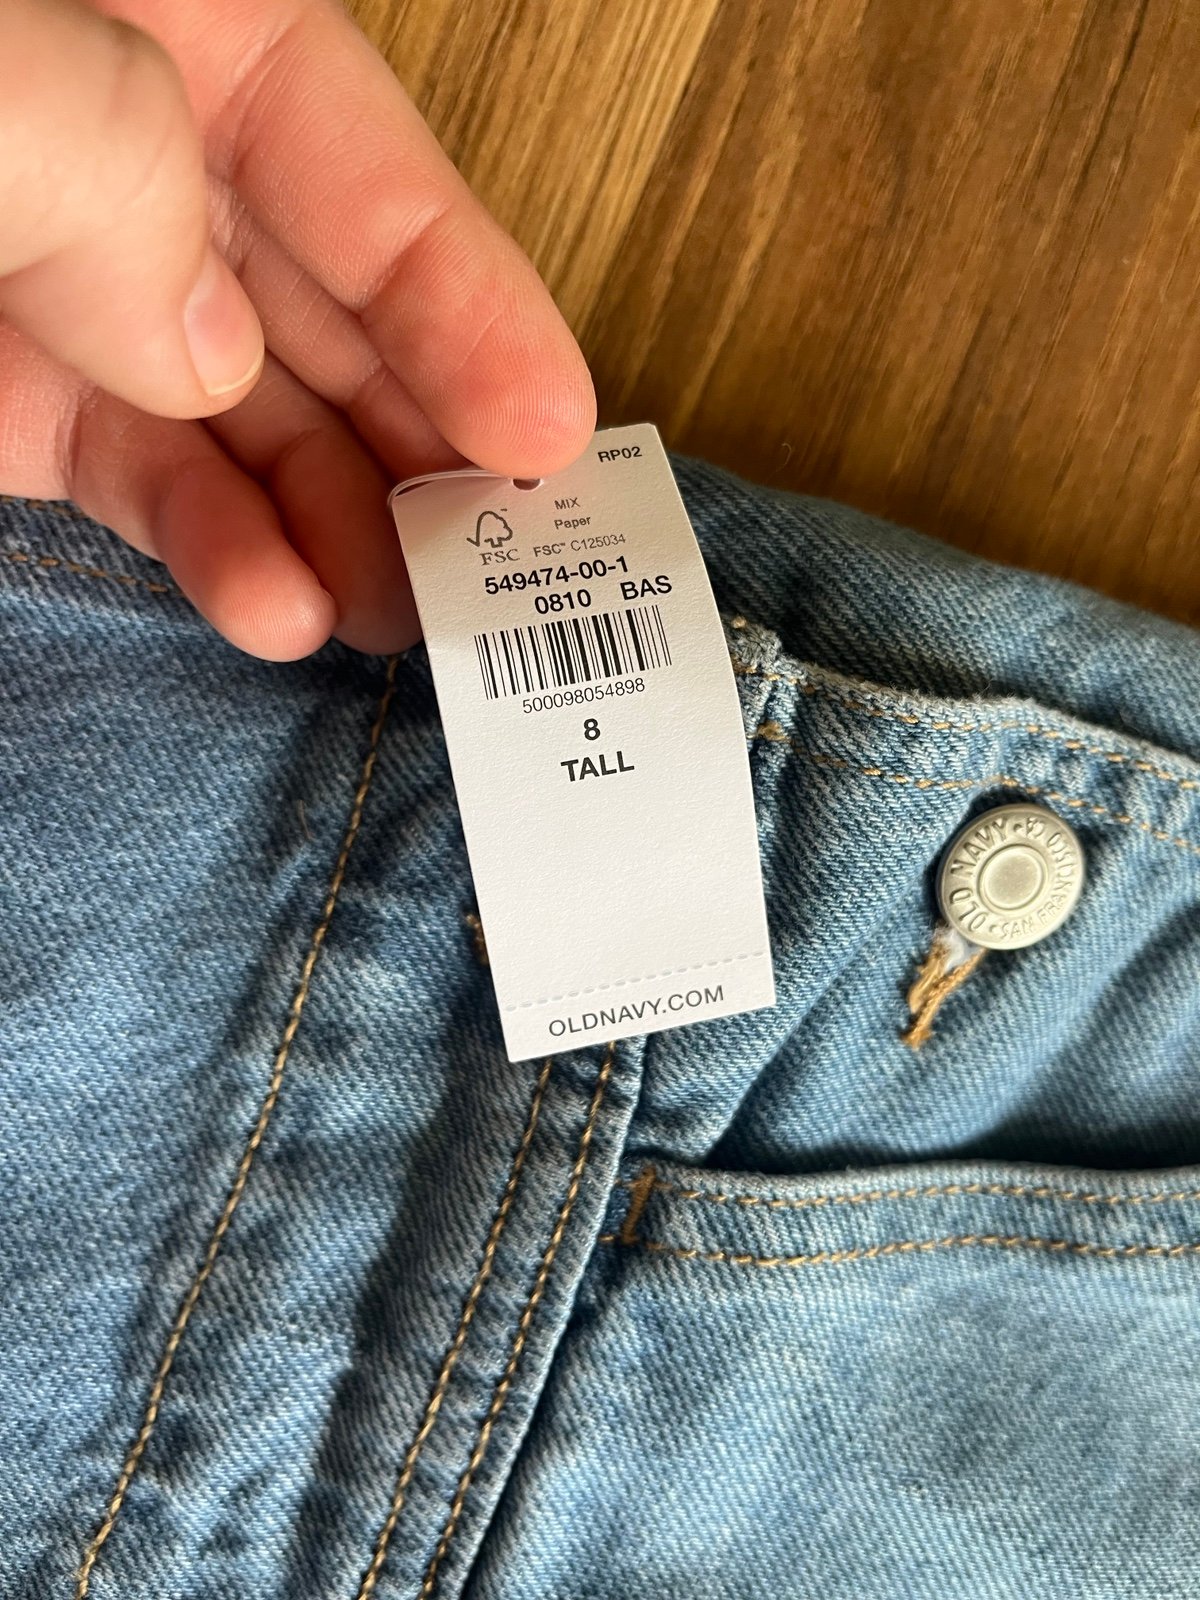 RP02
MIX
Paper
FSC™ C125034
FSC
549474-00-1
0810 BAS
500098054898
8
TALL
OLDNAVY.COM
OLD NAVY • SAN FRANCISCO •